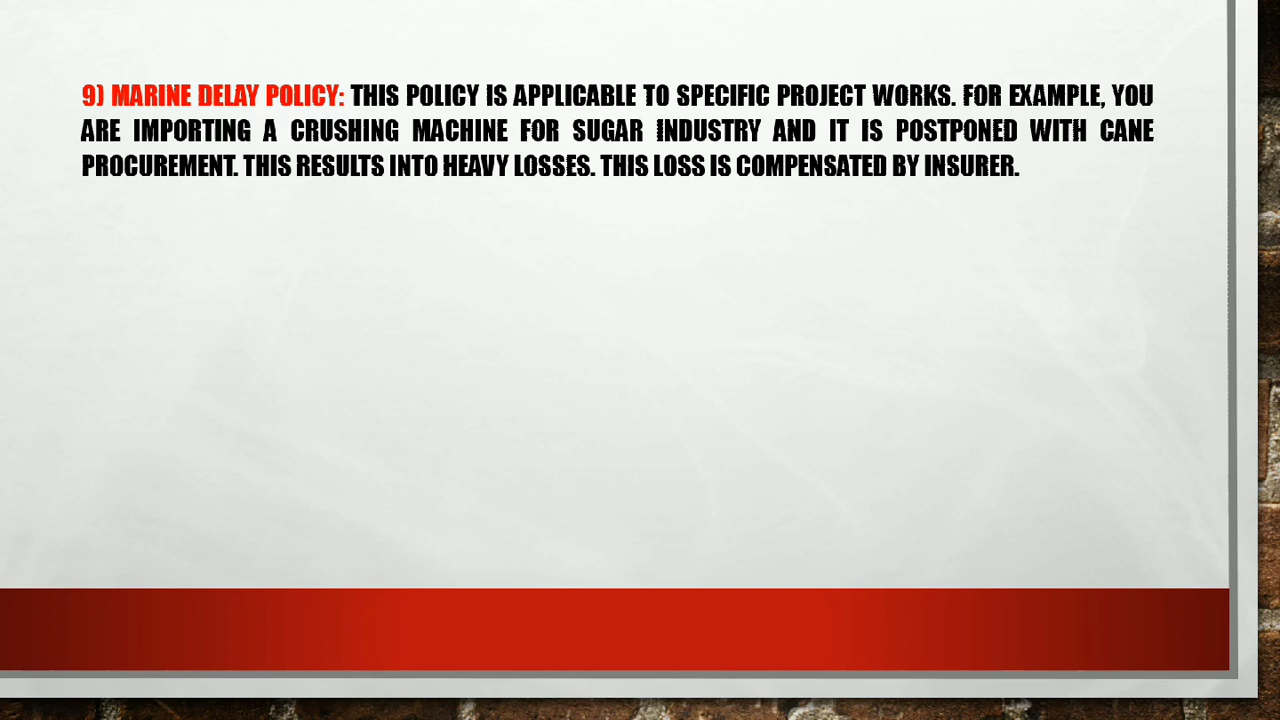 9) MARINE DELAY POLICY: THIS POLICY IS APPLICABLE TO SPECIFIC PROJECT WORKS. FOR EXAMPLE, YOU
ARE IMPORTING A CRUSHING MACHINE FOR SUGAR INDUSTRY AND IT IS POSTPONED WITH CANE
PROCUREMENT. THIS RESULTS INTO HEAVY LOSSES. THIS LOSS IS COMPENSATED BY INSURER.